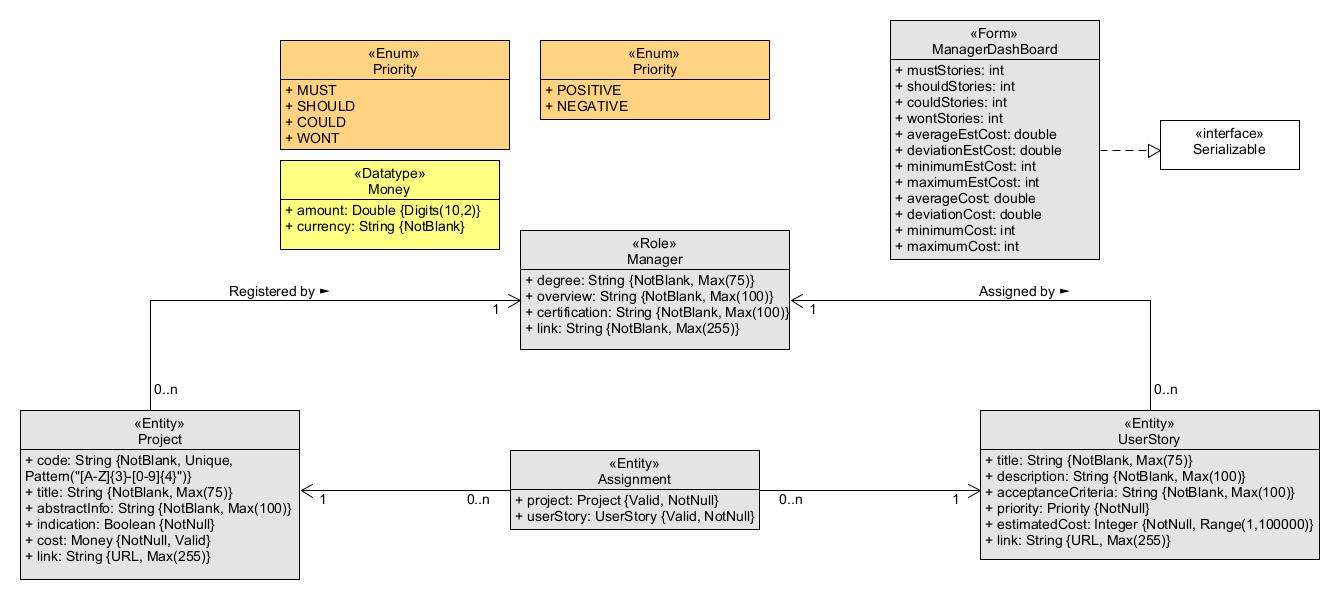 «Enum»
Priority
+ MUST
+ SHOULD
+ COULD
+ WONT
«Enum»
Priority
+ POSITIVE
+ NEGATIVE
«Form»
ManagerDashBoard
+ mustStories: int
+ shouldStories: int
+ couldStories: int
+ wontStories: int
+ averageEstCost: double
+ deviationEstCost: double
+ minimumEstCost: int
+ maximumEstCost: int
+ averageCost: double
+ deviationCost: double
+ minimumCost: int
+ maximumCost: int
«interface»
Serializable
«Datatype»
Money
+ amount: Double {Digits(10,2)}
+ currency: String {NotBlank}
«Role»
Manager
+ degree: String {NotBlank, Max(75)}
+ overview: String {NotBlank, Max(100)}
+ certification: String {NotBlank, Max(100)}
+ link: String {NotBlank, Max(255)}
Registered by ►
1
0..n
Assigned by ►
1
0..n
«Entity»
Project
+ code: String {NotBlank, Unique,
Pattern("[A-Z]{3}-[0-9]{4}")}
+ title: String {NotBlank, Max(75)}
+ abstractInfo: String {NotBlank, Max(100)}
+ indication: Boolean {NotNull}
+ cost: Money {NotNull, Valid}
+ link: String {URL, Max(255)}
1
0..n
«Entity»
Assignment
+ project: Project {Valid, NotNull}
+ userStory: UserStory {Valid, NotNull}
0..n
1
«Entity»
UserStory
+ title: String {NotBlank, Max(75)}
+ description: String {NotBlank, Max(100)}
+ acceptanceCriteria: String {NotBlank, Max(100)}
+ priority: Priority {NotNull}
+ estimatedCost: Integer {NotNull, Range(1,100000)}
+ link: String {URL, Max(255)}